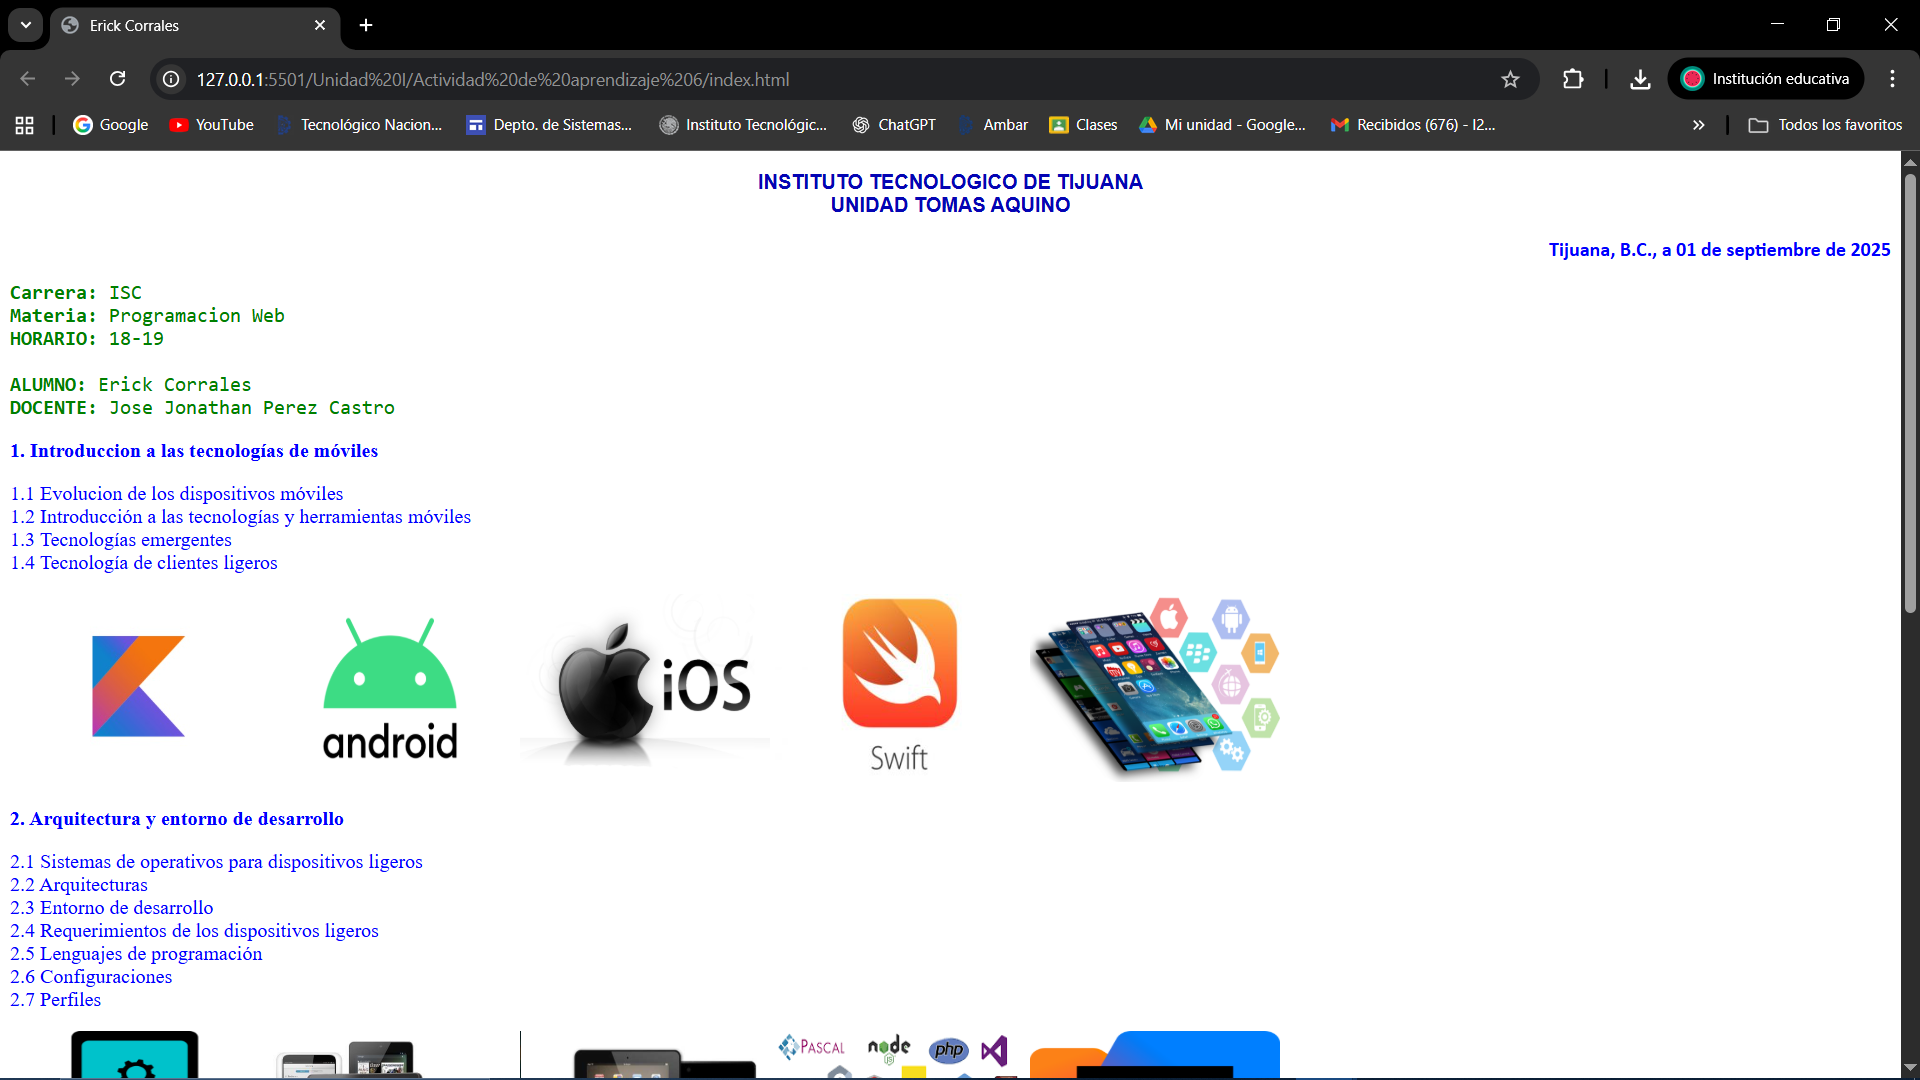 Erick Corrales
127.0.0.1:5501/Unidad%20I/Actividad%20de%20aprendizaje%206/index.html
Institución educativa
Google
YouTube
Tecnológico Nacion...
Depto. de Sistemas...
Instituto Tecnológic...
ChatGPT
Ambar
Clases
Mi unidad - Google...
Recibidos (676) - l2...
Todos los favoritos
INSTITUTO TECNOLOGICO DE TIJUANA
UNIDAD TOMAS AQUINO
Tijuana, B.C., a 01 de septiembre de 2025
Carrera: ISC
Materia: Programacion Web
HORARIO: 18-19
ALUMNO: Erick Corrales
DOCENTE: Jose Jonathan Perez Castro
1. Introduccion a las tecnologías de móviles
1.1 Evolucion de los dispositivos móviles
1.2 Introducción a las tecnologías y herramientas móviles
1.3 Tecnologías emergentes
1.4 Tecnología de clientes ligeros
android
iOS
Swift
2. Arquitectura y entorno de desarrollo
2.1 Sistemas de operativos para dispositivos ligeros
2.2 Arquitecturas
2.3 Entorno de desarrollo
2.4 Requerimientos de los dispositivos ligeros
2.5 Lenguajes de programación
2.6 Configuraciones
2.7 Perfiles
PASCAL
node
JS
php